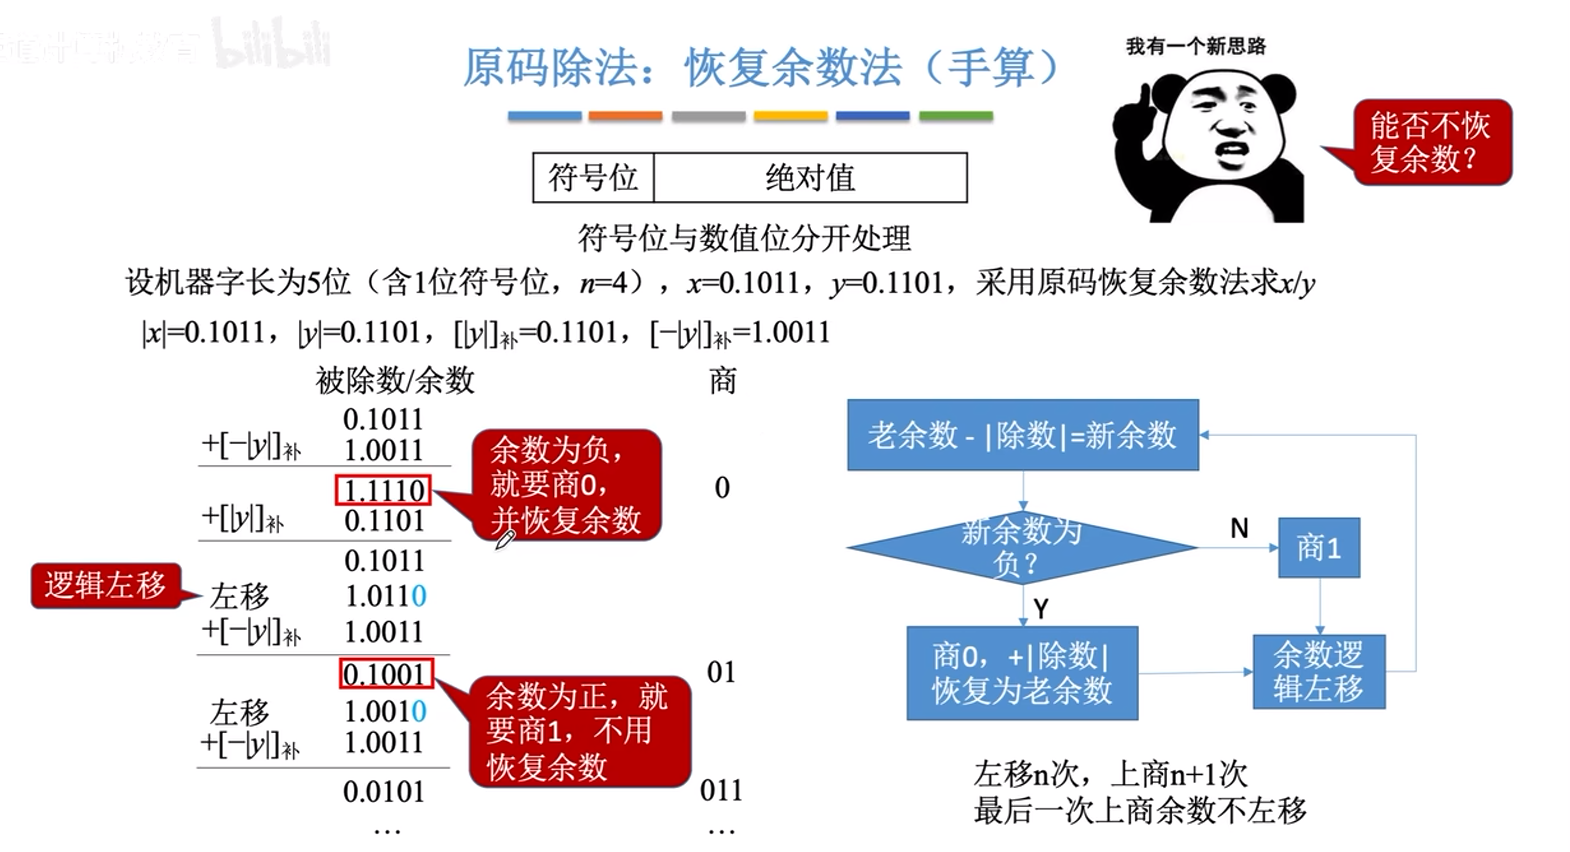 bilibili
原码除法：恢复余数法（手算）
我有一个新思路
能否不恢
复余数？
符号位 绝对值
符号位与数值位分开处理
设机器字长为5位（含1位符号位，n=4），x=0.1011，y=0.1101，采用原码恢复余数法求x/y
|x|=0.1011，|y|=0.1101，[|y|]补=0.1101，[−|y|]补=1.0011
被除数/余数 商
0.1011
+[−|y|]补 1.0011
1.1110 0
+[|y|]补 0.1101
0.1011
左移 1.0110
+[−|y|]补 1.0011
0.1001 01
左移 1.0010
+[−|y|]补 1.0011
0.0101 011
… …
余数为负，
就要商0，
并恢复余数
逻辑左移
余数为正，就
要商1，不用
恢复余数
老余数 - |除数|=新余数
新余数为
负？
N
商1
Y
商0，+|除数|
恢复为老余数
余数逻
辑左移
左移n次，上商n+1次
最后一次上商余数不左移